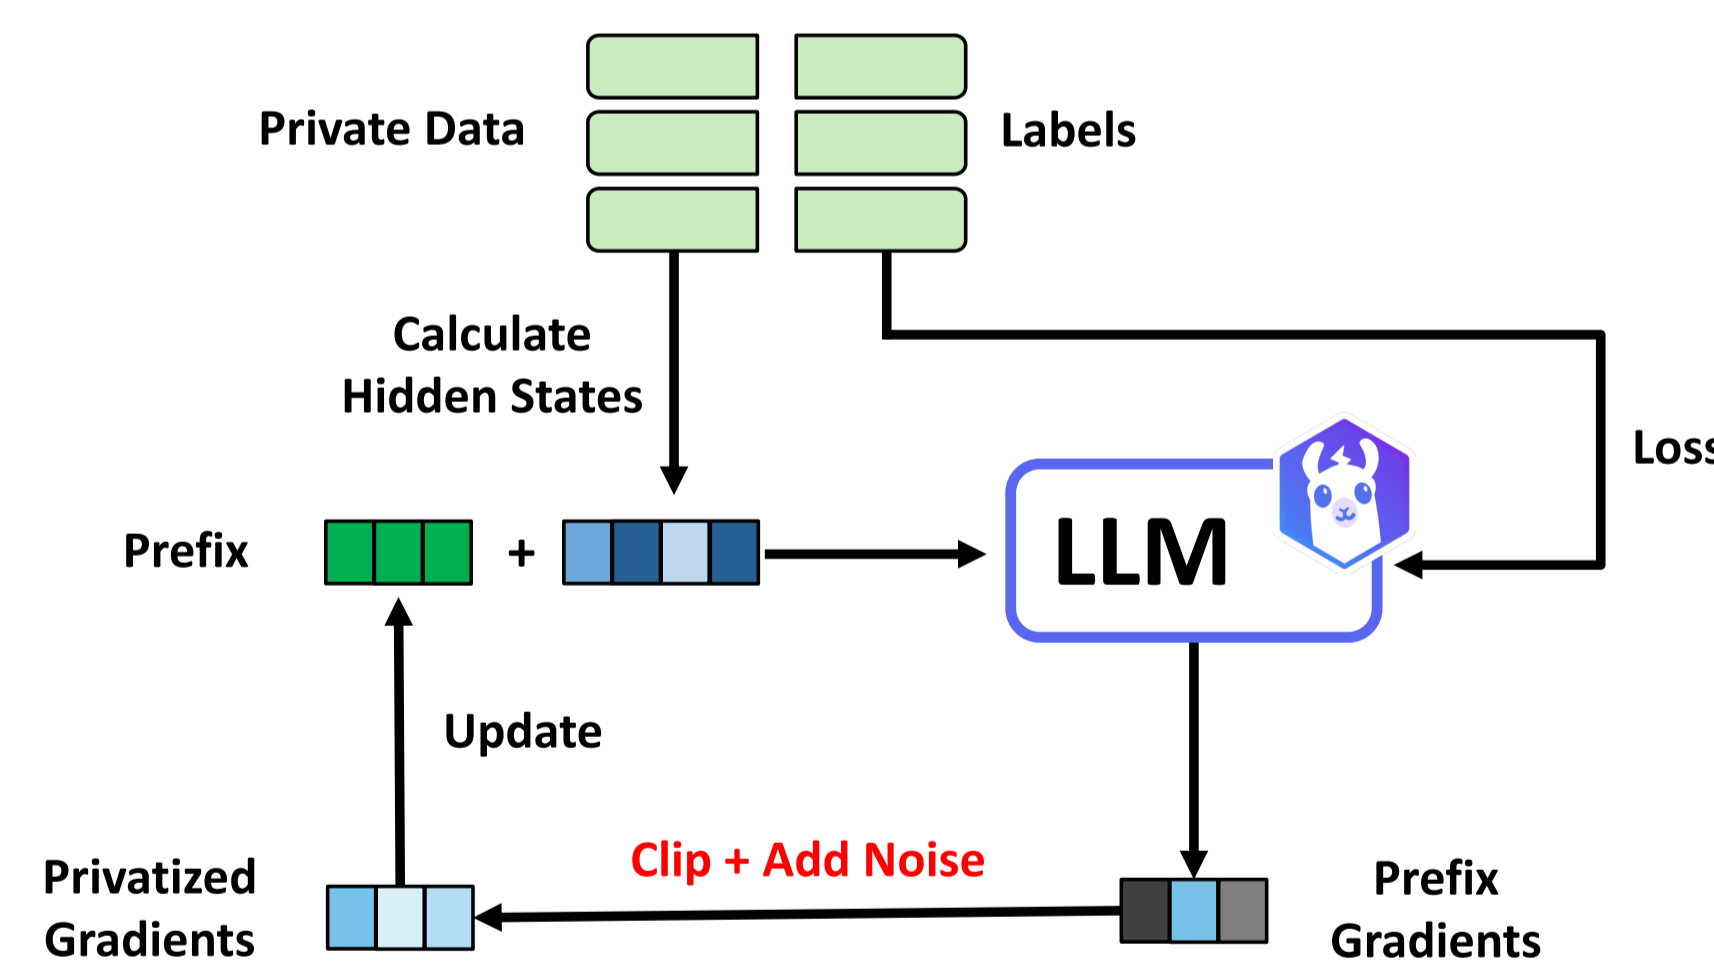 Private Data
Labels
Calculate
Hidden States
Loss
Prefix
+
LLM
Update
Clip + Add Noise
Privatized
Gradients
Prefix
Gradients